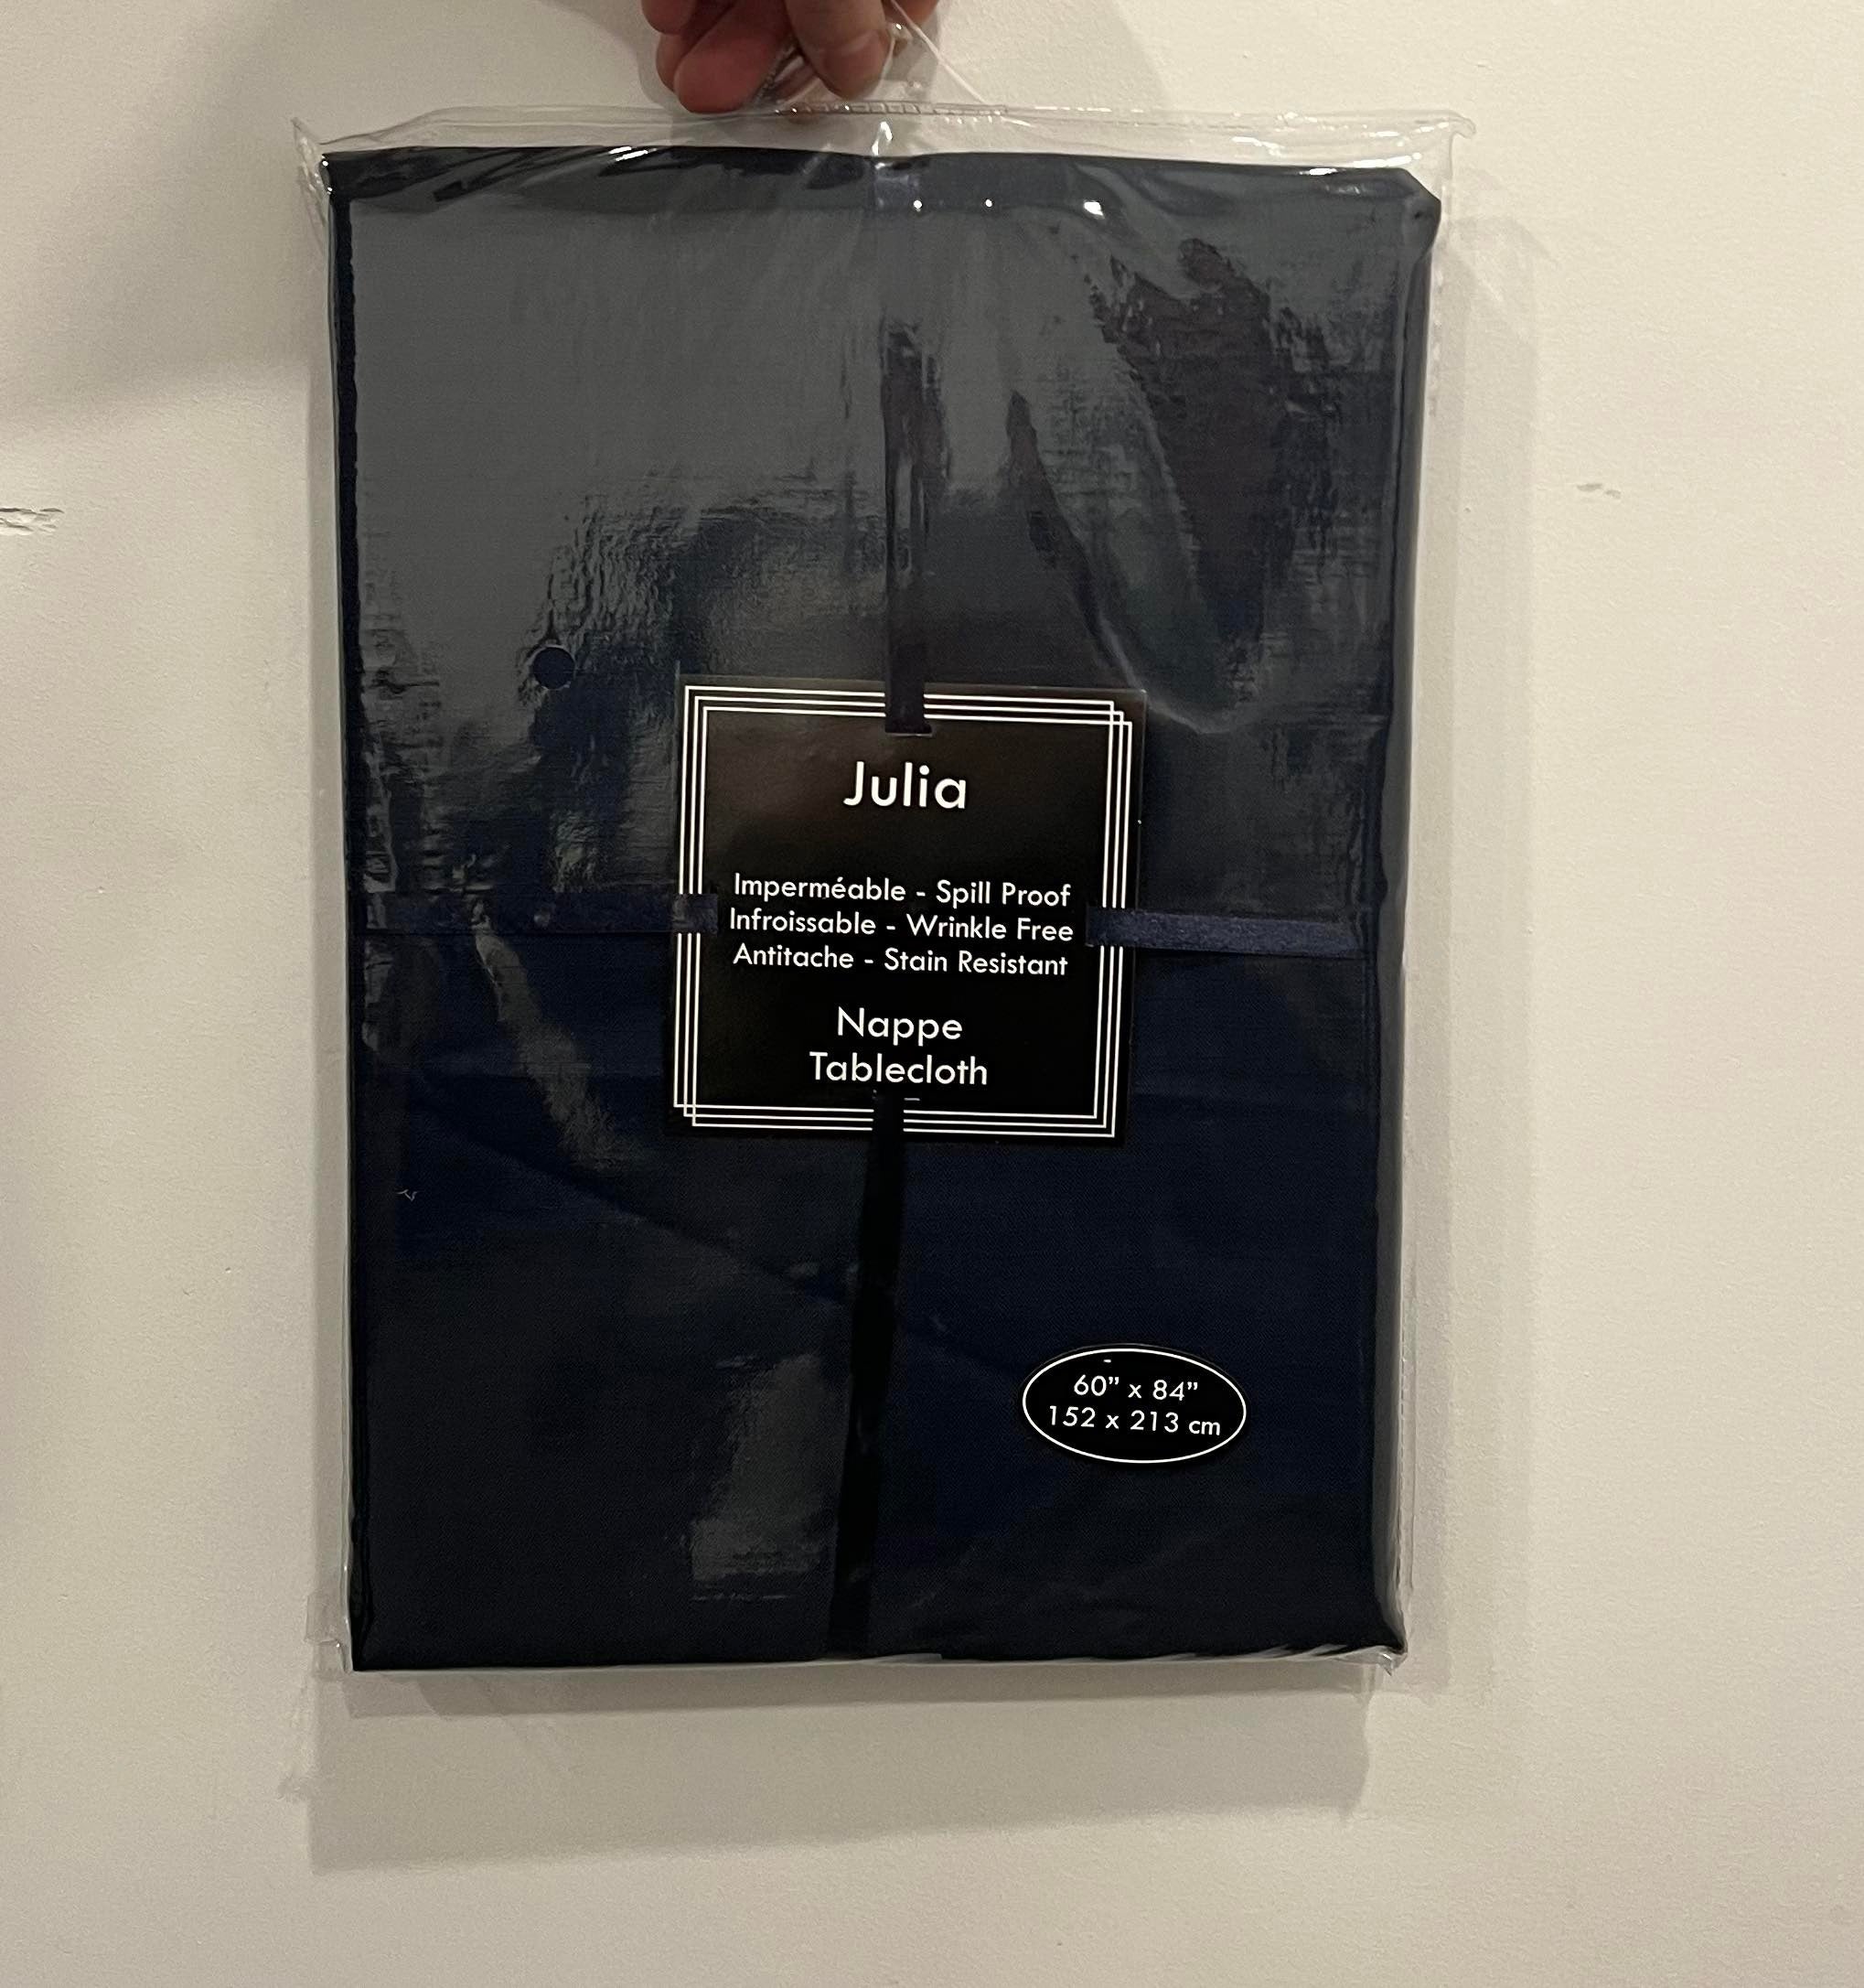 Julia
Imperméable - Spill Proof
Infroissable - Wrinkle Free
Antitache - Stain Resistant
Nappe
Tablecloth
60” x 84”
152 x 213 cm